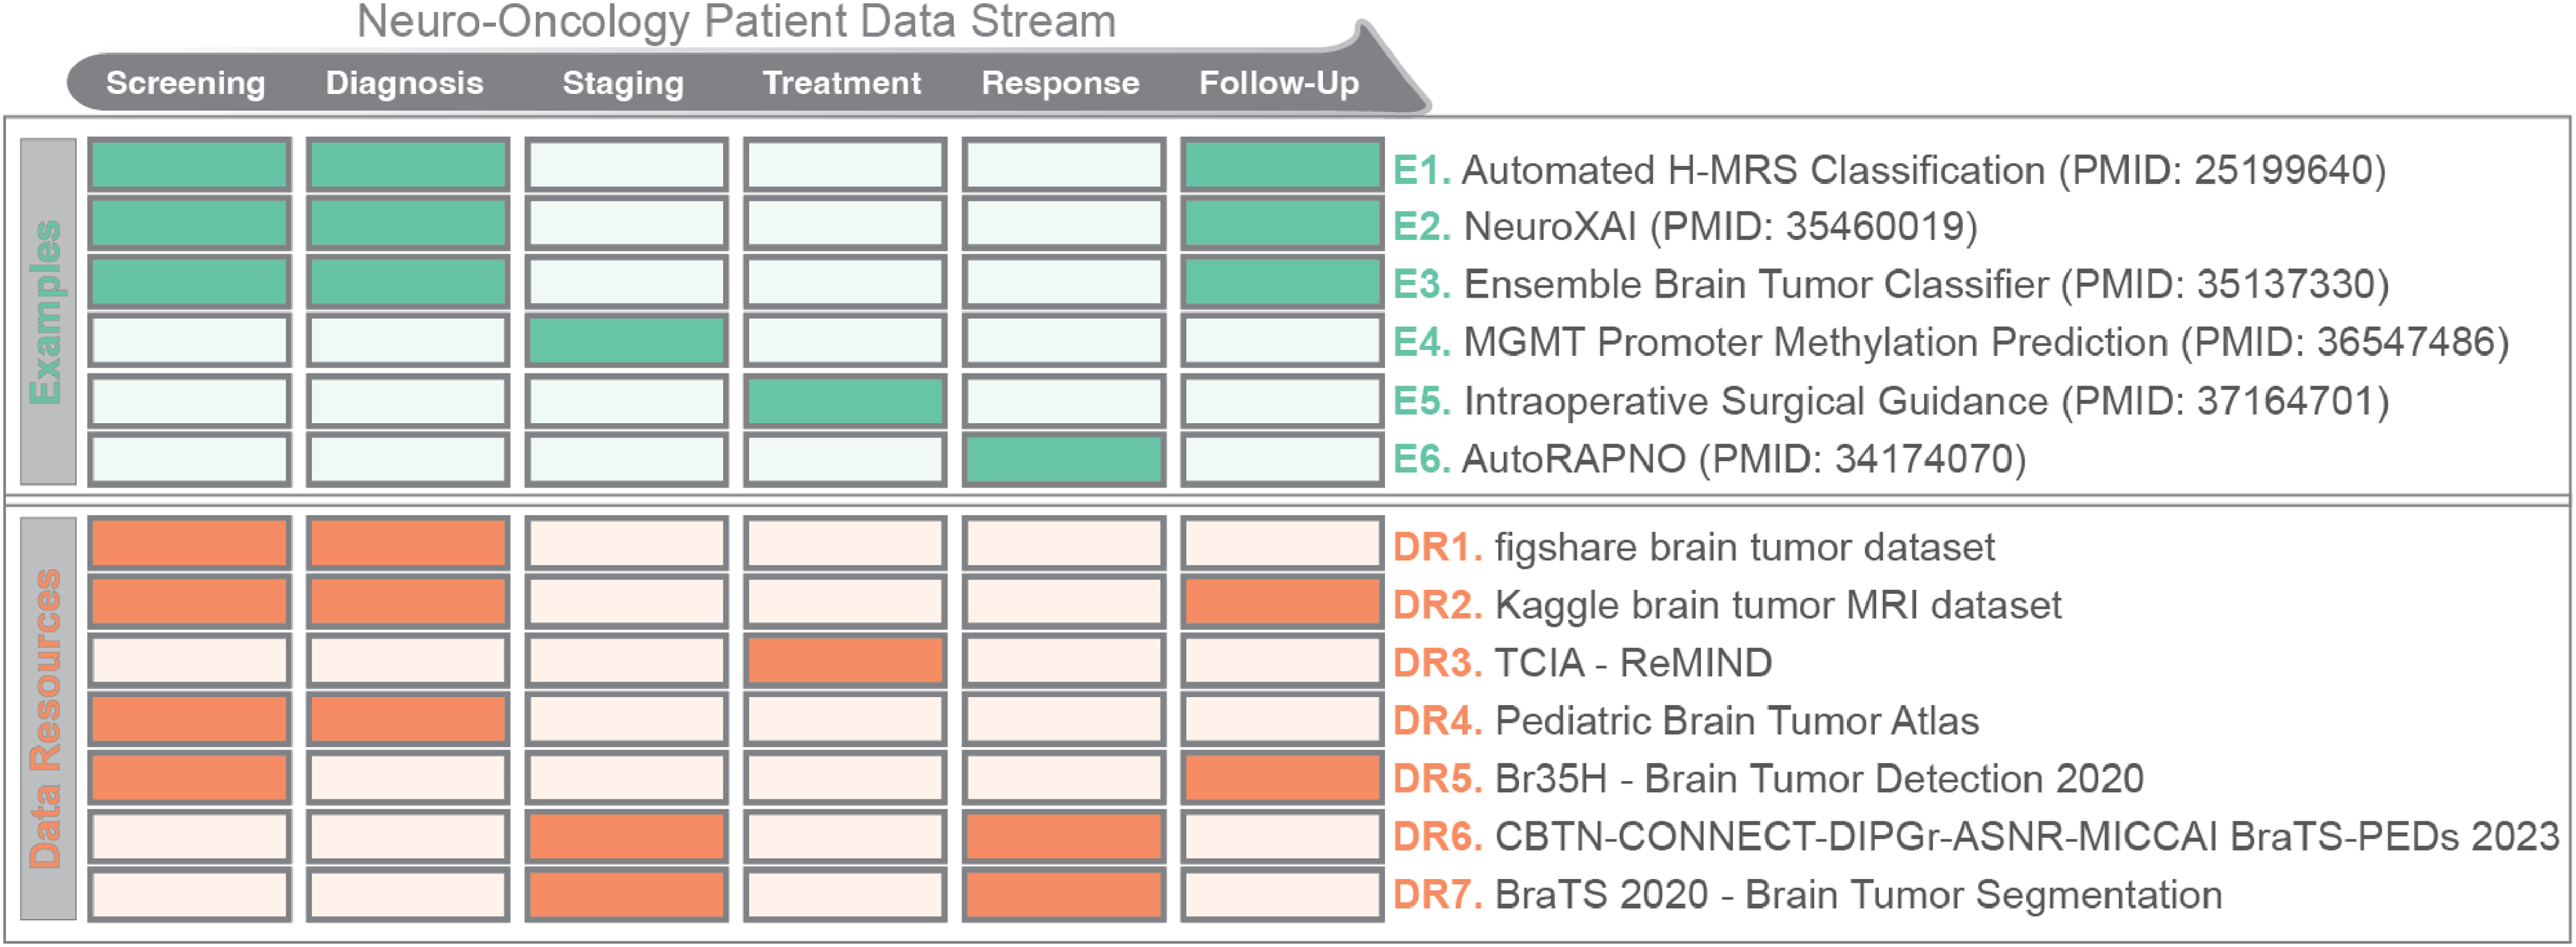 Neuro-Oncology Patient Data Stream
Screening Diagnosis Staging Treatment Response Follow-Up
Examples
E1. Automated H-MRS Classification (PMID: 25199640)
E2. NeuroXAI (PMID: 35460019)
E3. Ensemble Brain Tumor Classifier (PMID: 35137330)
E4. MGMT Promoter Methylation Prediction (PMID: 36547486)
E5. Intraoperative Surgical Guidance (PMID: 37164701)
E6. AutoRAPNO (PMID: 34174070)
Data Resources
DR1. figshare brain tumor dataset
DR2. Kaggle brain tumor MRI dataset
DR3. TCIA - ReMIND
DR4. Pediatric Brain Tumor Atlas
DR5. Br35H - Brain Tumor Detection 2020
DR6. CBTN-CONNECT-DIPGr-ASNR-MICCAI BraTS-PEDs 2023
DR7. BraTS 2020 - Brain Tumor Segmentation